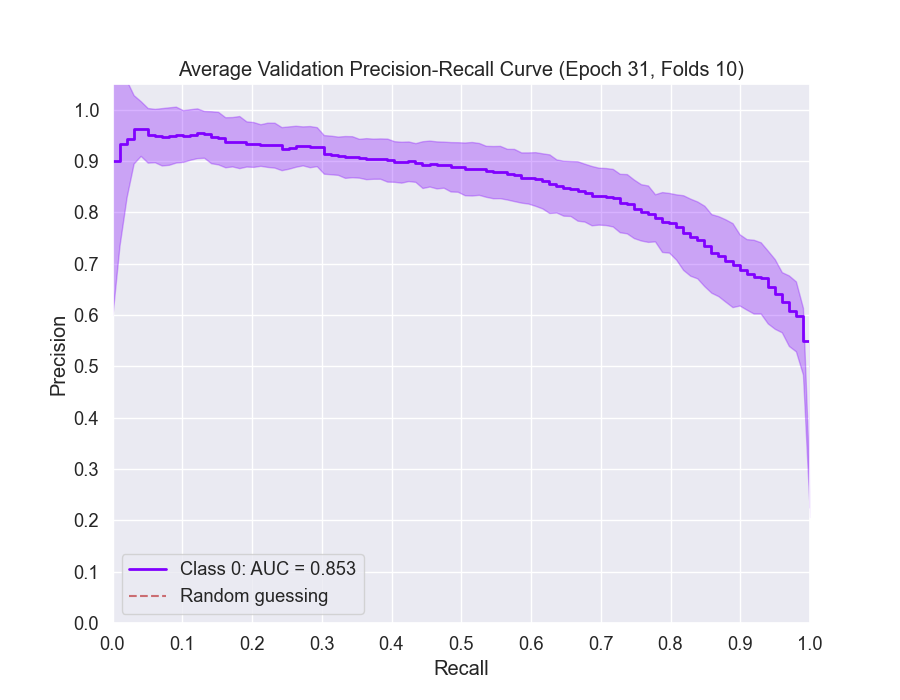 Average Validation Precision-Recall Curve (Epoch 31, Folds 10)
1.0
0.9
0.8
0.7
0.6
0.5
0.4
0.3
0.2
0.1
0.0
Precision
Class 0: AUC = 0.853
Random guessing
0.0 0.1 0.2 0.3 0.4 0.5 0.6 0.7 0.8 0.9 1.0
Recall